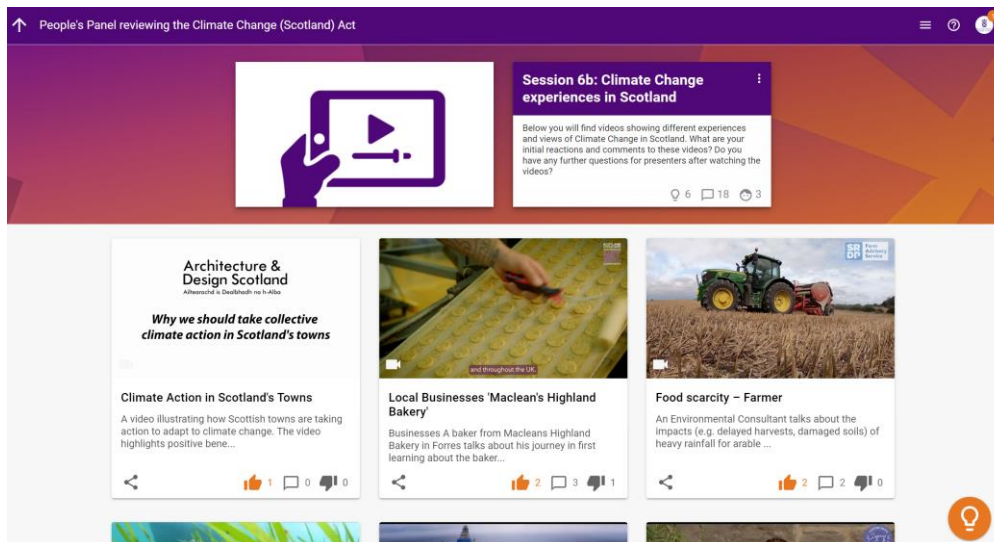 People's Panel reviewing the Climate Change (Scotland) Act
Session 6b: Climate Change
experiences in Scotland
Below you will find videos showing different experiences
and views of Climate Change in Scotland. What are your
initial reactions and comments to these videos? Do you
have any further questions for presenters after watching the
videos?
6 18 3
Architecture &
Design Scotland
Ailtearachd is Dealbhadh na h-Alba
Why we should take collective
climate action in Scotland's towns
Climate Action in Scotland's Towns
A video illustrating how Scottish towns are taking
action to adapt to climate change. The video
highlights positive bene...
1 0 0
and throughout the UK.
Local Businesses 'Maclean's Highland
Bakery'
Businesses A baker from Macleans Highland
Bakery in Forres talks about his journey in first
learning about the baker...
2 3 1
SR
DP
Farm
Advisory
Service
Food scarcity – Farmer
An Environmental Consultant talks about the
impacts (e.g. delayed harvests, damaged soils) of
heavy rainfall for arable ...
2 2 0